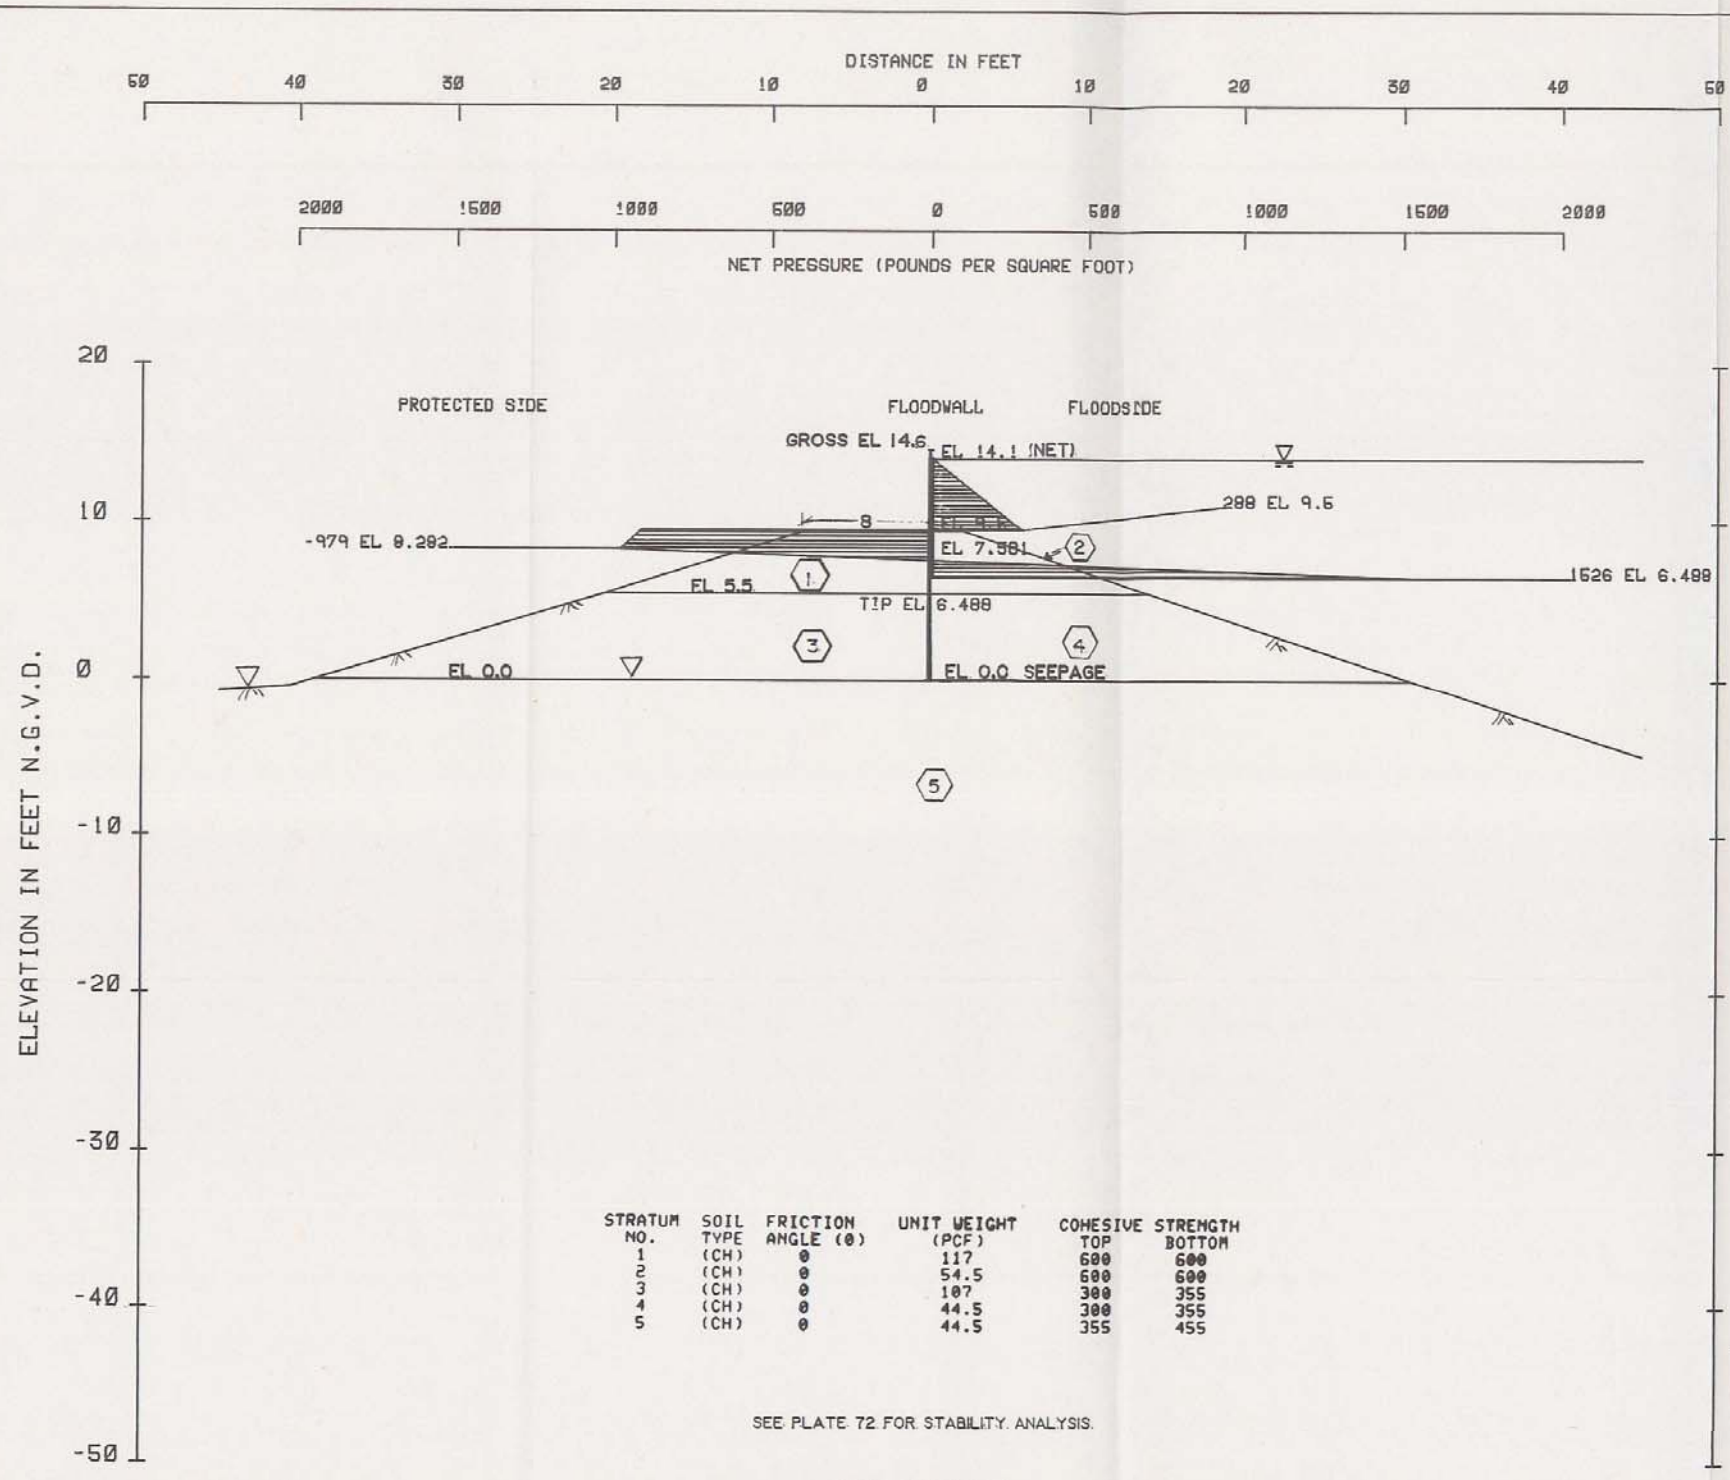 DISTANCE IN FEET
50 40 30 20 10 0 10 20 30 40 50
2000 1500 1000 500 0 500 1000 1500 2000
NET PRESSURE (POUNDS PER SQUARE FOOT)
20
PROTECTED SIDE FLOODWALL FLOODSIDE
GROSS EL 14.6
EL 14.1 (NET)
10
288 EL 9.5
8
-979 EL 8.282
EL 7.581
2
1
1526 EL 6.488
EL 5.5
TIP EL 6.488
3
4
0
EL 0.0
EL 0.0 SEEPAGE
ELEVATION IN FEET N.G.V.D.
5
-10
-20
-30
STRATUM NO. SOIL TYPE FRICTION ANGLE (0) UNIT WEIGHT (PCF) COHESIVE STRENGTH TOP BOTTOM
1 (CH) 0 117 600 600
2 (CH) 0 54.5 600 600
3 (CH) 0 107 300 355
4 (CH) 0 44.5 300 355
5 (CH) 0 44.5 355 455
-40
SEE PLATE 72 FOR STABILITY ANALYSIS.
-50